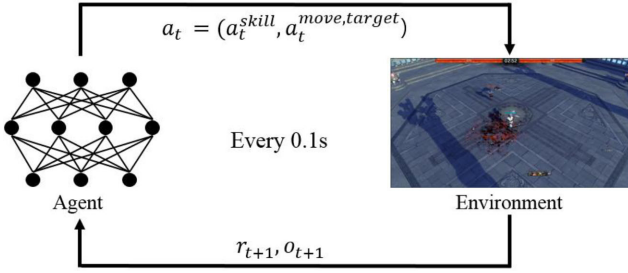 a_t = (a_t^{skill}, a_t^{move,target})
Every 0.1s
Agent
Environment
r_{t+1}, o_{t+1}